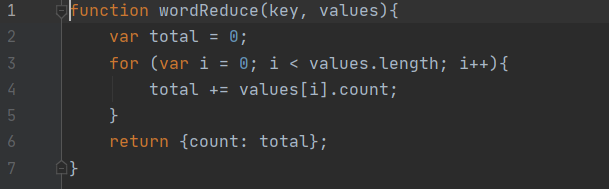 1 function wordReduce(key, values){
2     var total = 0;
3     for (var i = 0; i < values.length; i++){
4         total += values[i].count;
5     }
6     return {count: total};
7 }